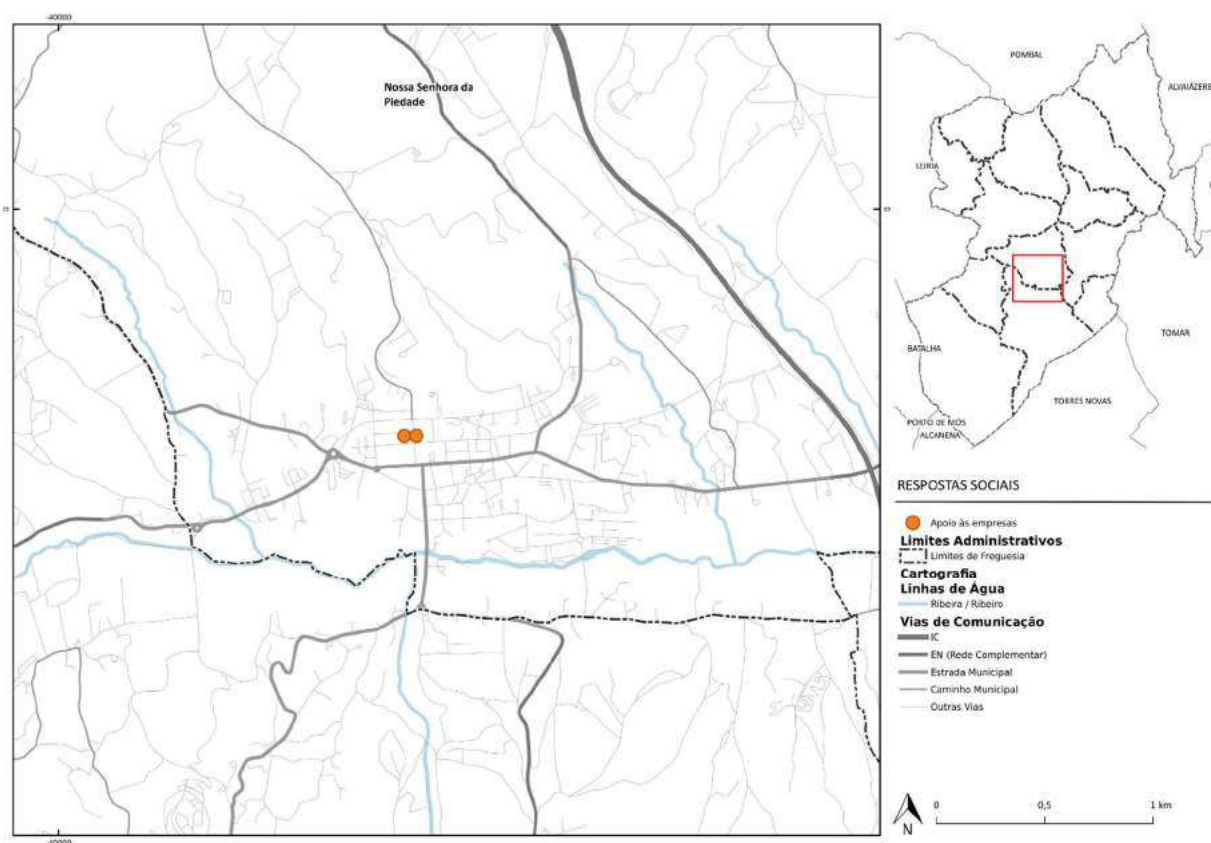 -40000
Nossa Senhora da
Piedade
POMBAL
ALVAIÁZERE
LEIRIA
BATALHA
TOMAR
TORRES NOVAS
PORTO DE MÓS
ALCANENA
RESPOSTAS SOCIAIS
Apoio às empresas
Limites Administrativos
Limites de Freguesia
Cartografia
Linhas de Água
Ribeira / Ribeiro
Vias de Comunicação
IC
EN (Rede Complementar)
Estrada Municipal
Caminho Municipal
Outras Vias
N
0
0,5
1 km
-40000